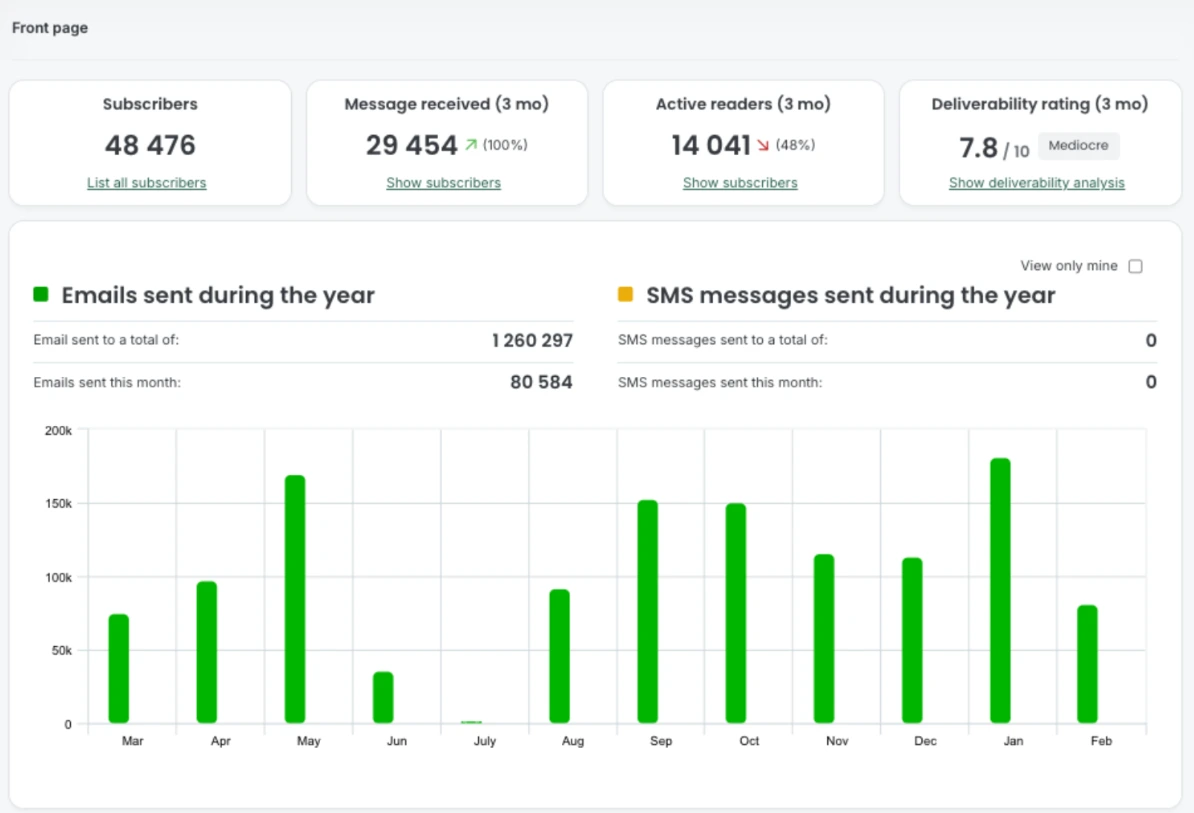 Front page
Subscribers
48 476
List all subscribers
Message received (3 mo)
29 454 (100%)
Show subscribers
Active readers (3 mo)
14 041 (48%)
Show subscribers
Deliverability rating (3 mo)
7.8 / 10 Mediocre
Show deliverability analysis
View only mine
Emails sent during the year
Email sent to a total of: 1 260 297
Emails sent this month: 80 584
SMS messages sent during the year
SMS messages sent to a total of: 0
SMS messages sent this month: 0
200k
150k
100k
50k
0
Mar Apr May Jun July Aug Sep Oct Nov Dec Jan Feb